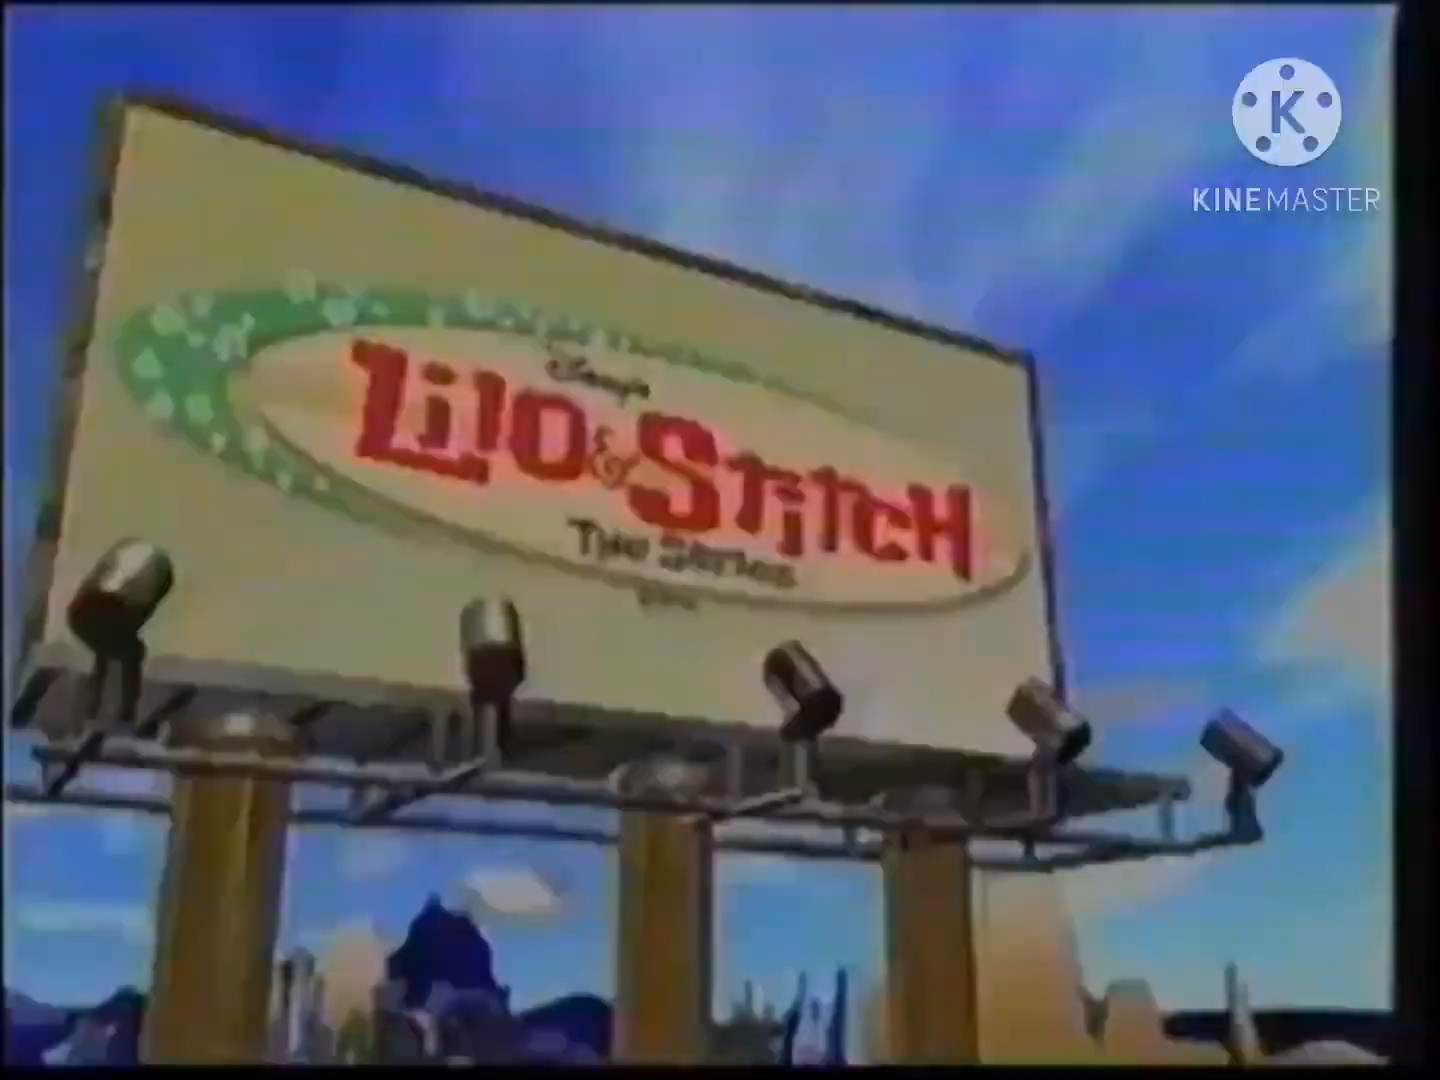 K
KINEMASTER
Disney's
Lilo & Stitch
The Series